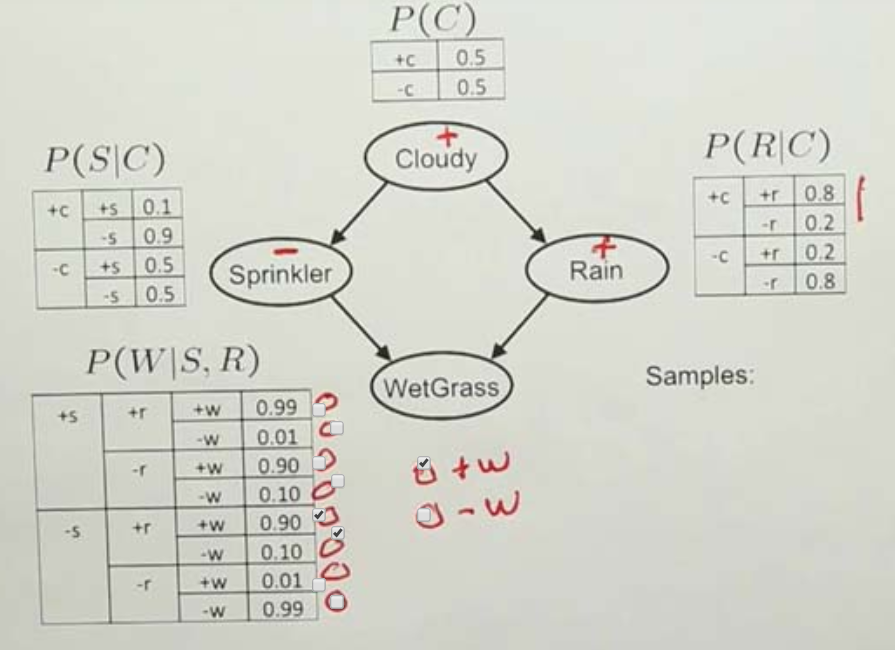 P(C)
+c 0.5
-c 0.5
+
Cloudy
P(S|C)
+c +s 0.1
-s 0.9
-c +s 0.5
-s 0.5
P(R|C)
+c +r 0.8
-r 0.2
-c +r 0.2
-r 0.8
−
Sprinkler
+
Rain
P(W|S, R)
+s +r +w 0.99
-w 0.01
-r +w 0.90
-w 0.10
-s +r +w 0.90
-w 0.10
-r +w 0.01
-w 0.99
WetGrass
Samples:
+w
-w